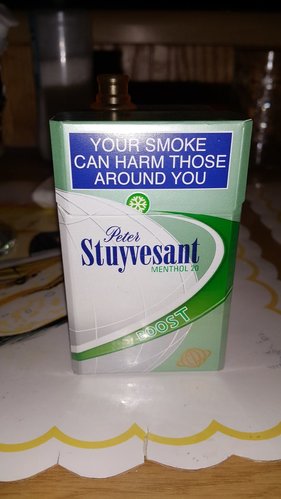 YOUR SMOKE
CAN HARM THOSE
AROUND YOU
Peter
Stuyvesant
MENTHOL 20
BOOST